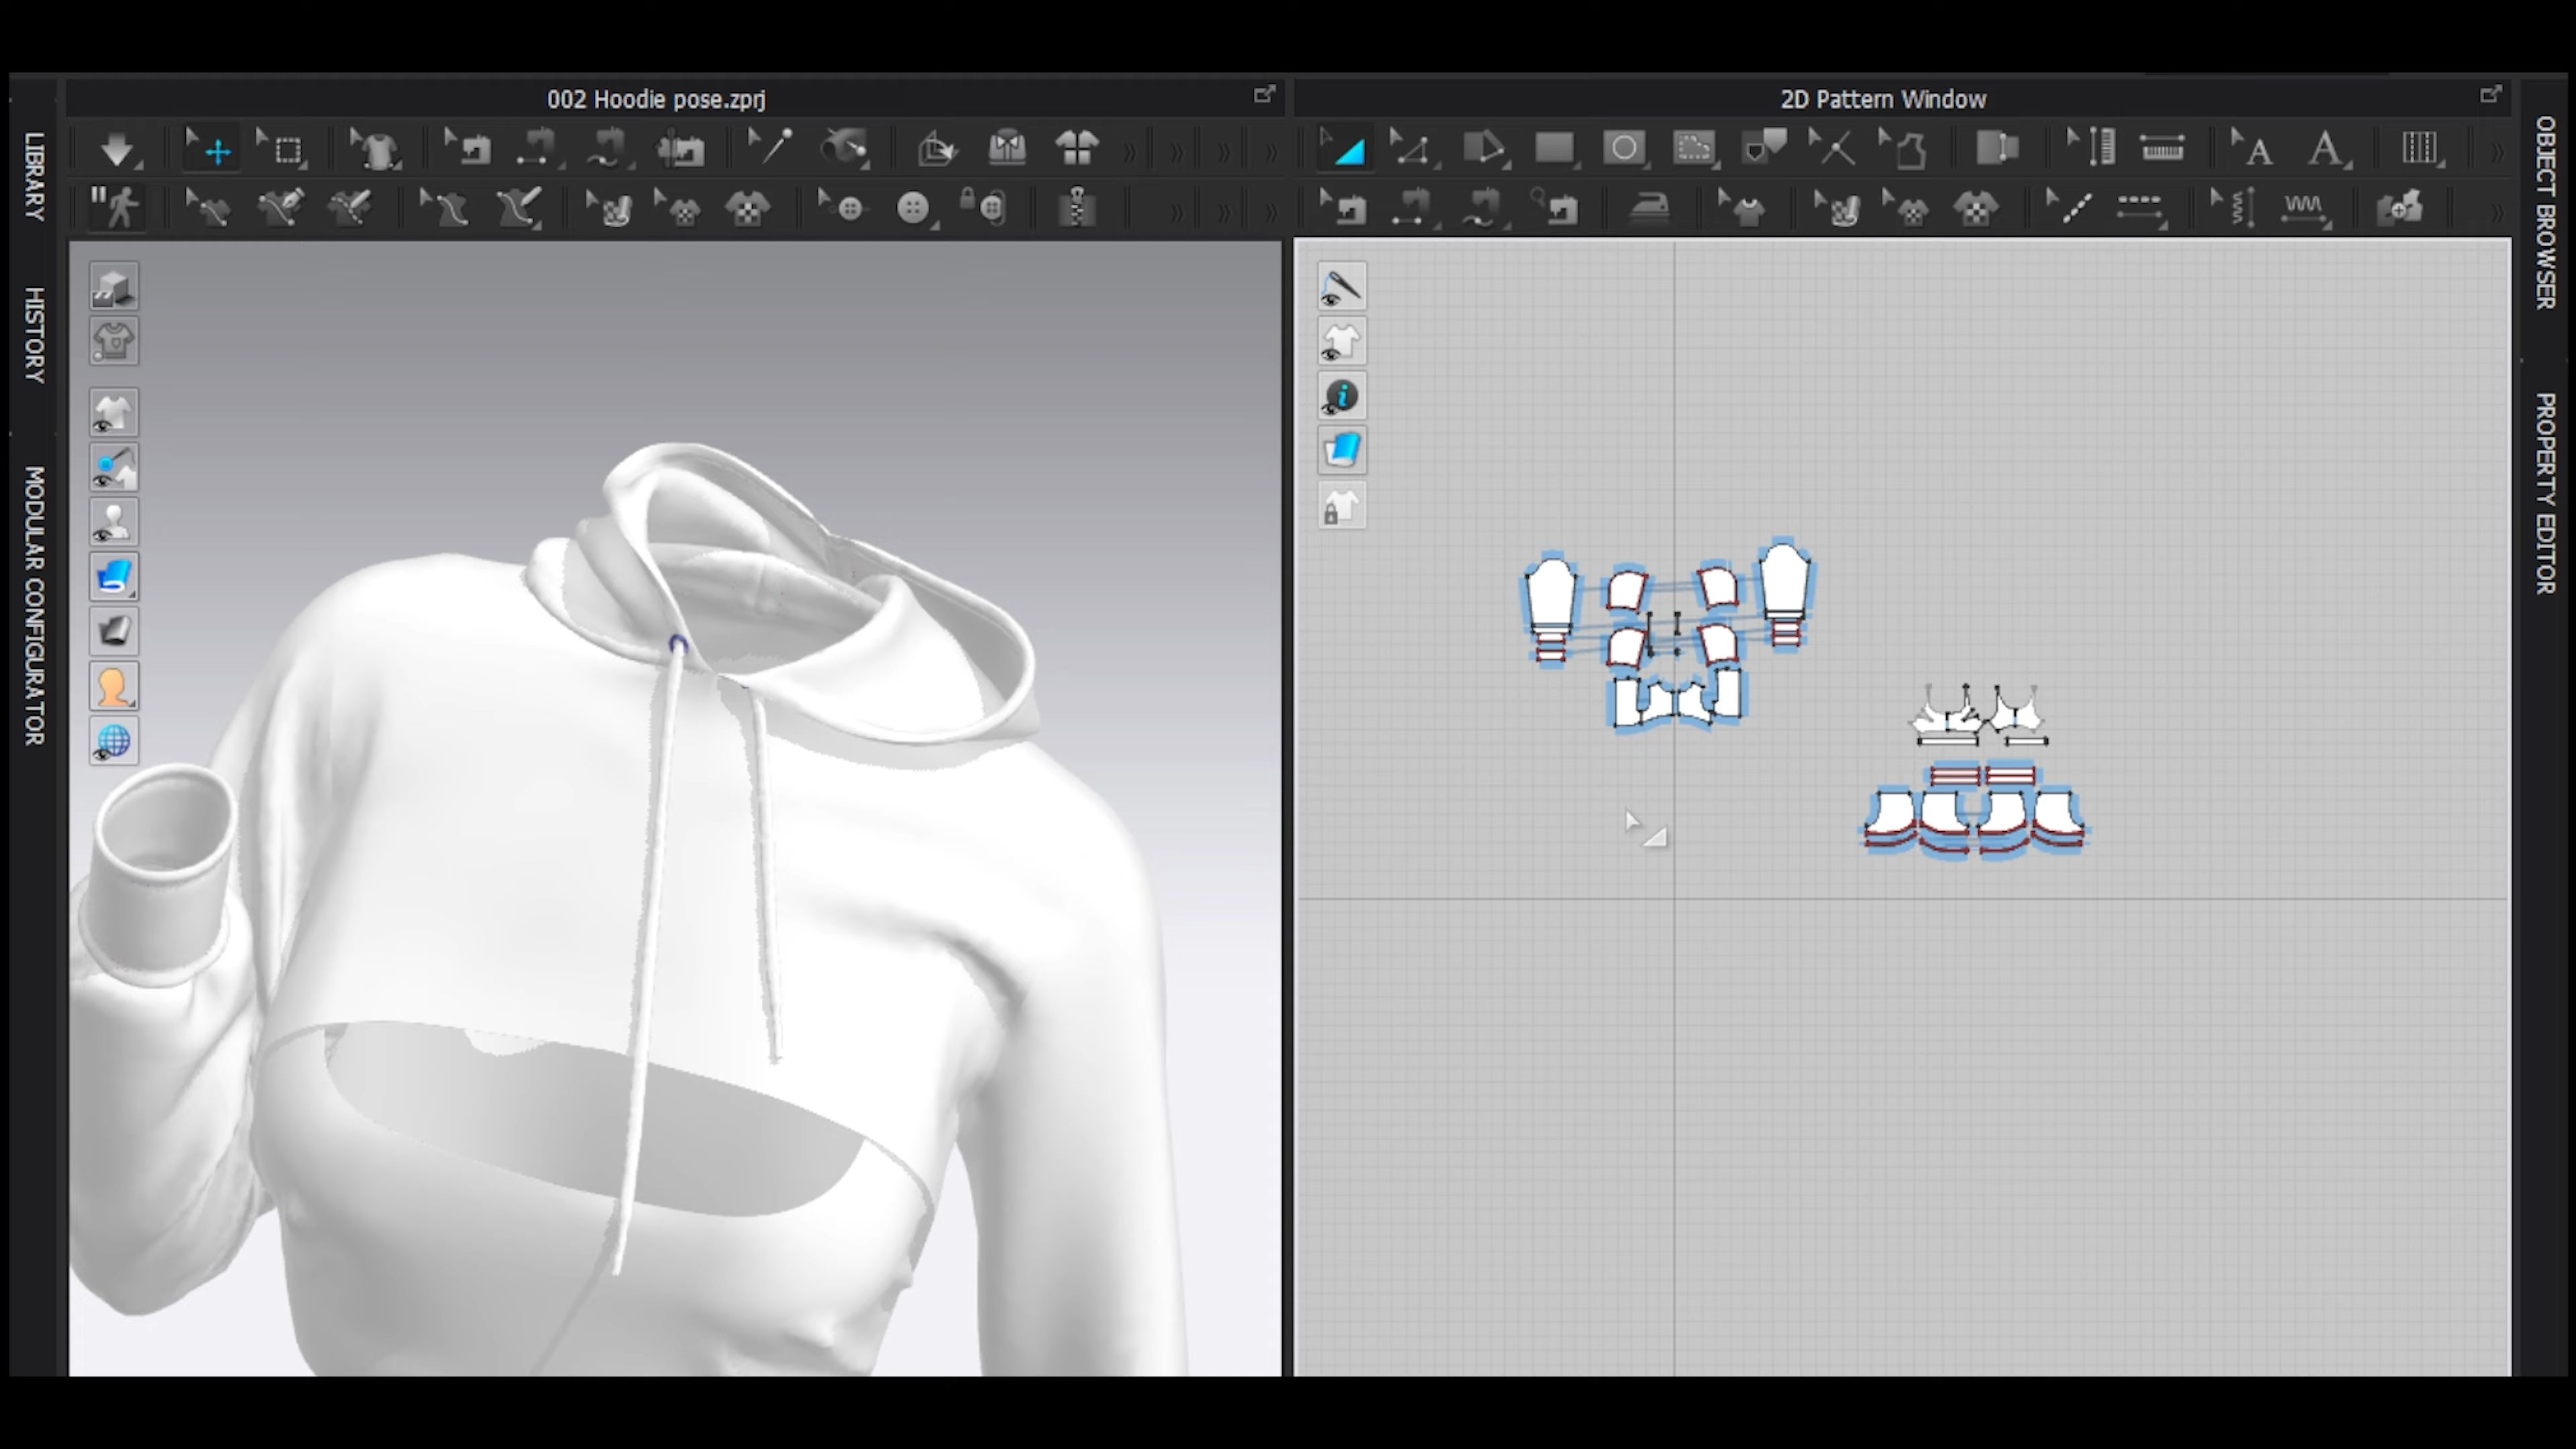 002 Hoodie pose.zprj
2D Pattern Window
LIBRARY
HISTORY
MODULAR CONFIGURATOR
OBJECT BROWSER
PROPERTY EDITOR
A
A